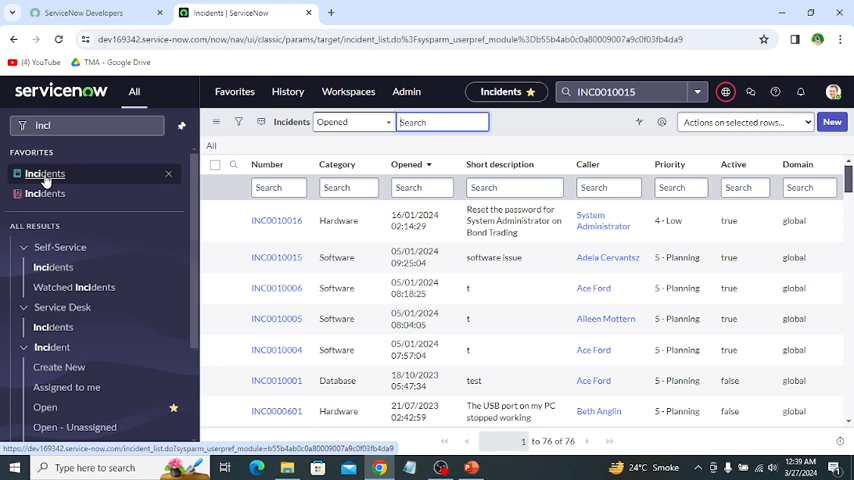 ServiceNow Developers
Incidents | ServiceNow
dev169342.service-now.com/now/nav/ui/classic/params/target/incident_list.do%3Fsysparm_userpref_module%3Db55b4ab0c0a80009007a9c0f03fba4d9
(4) YouTube
TMA - Google Drive
servicenow
All
Favorites History Workspaces Admin
Incidents
INC0010015
inci
Incidents
Opened
Search
Actions on selected rows...
New
FAVORITES
Incidents
Incidents
ALL RESULTS
Self-Service
Incidents
Watched Incidents
Service Desk
Incidents
Incident
Create New
Assigned to me
Open
Open - Unassigned
All
Number Category Opened Short description Caller Priority Active Domain
Search Search Search Search Search Search Search Search
INC0010016 Hardware 16/01/2024 02:14:29 Reset the password for System Administrator on Bond Trading System Administrator 4 - Low true global
INC0010015 Software 05/01/2024 09:25:04 software issue Adela Cervantsz 5 - Planning true global
INC0010006 Software 05/01/2024 08:18:25 t Ace Ford 5 - Planning true global
INC0010005 Software 05/01/2024 08:04:05 t Aileen Mottern 5 - Planning true global
INC0010004 Software 05/01/2024 07:57:04 t Ace Ford 5 - Planning true global
INC0010001 Database 18/10/2023 05:47:34 test Ace Ford 5 - Planning false global
INC0000601 Hardware 21/07/2023 02:42:59 The USB port on my PC stopped working Beth Anglin 5 - Planning false global
1 to 76 of 76
https://dev169342.service-now.com/incident_list.do?sysparm_userpref_module=b55b4ab0c0a80009007a9c0f03fba4d9
Type here to search
24°C Smoke
12:39 AM
3/27/2024